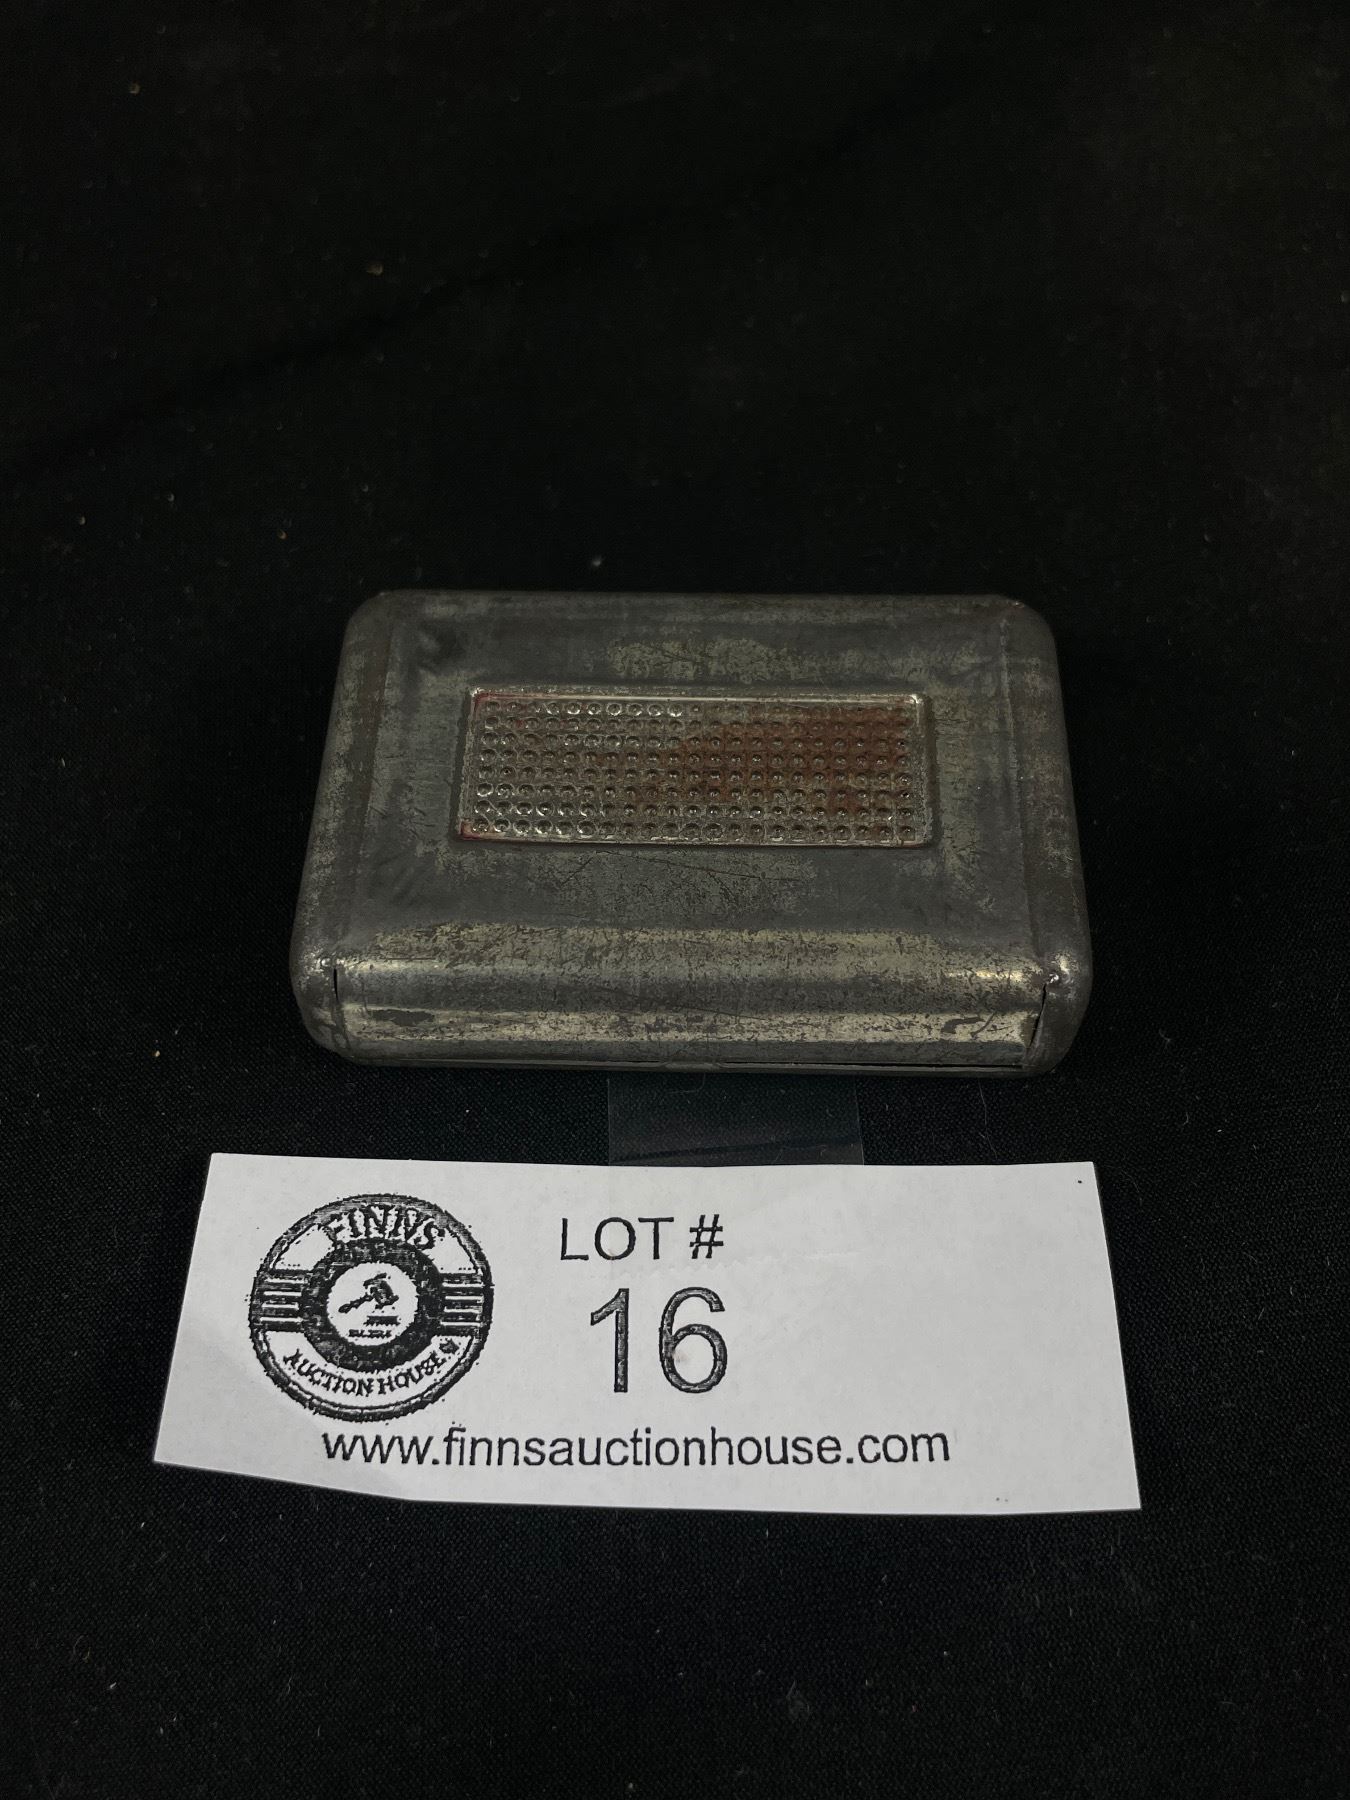 FINNS
AUCTION HOUSE
LOT #
16
www.finnsauctionhouse.com